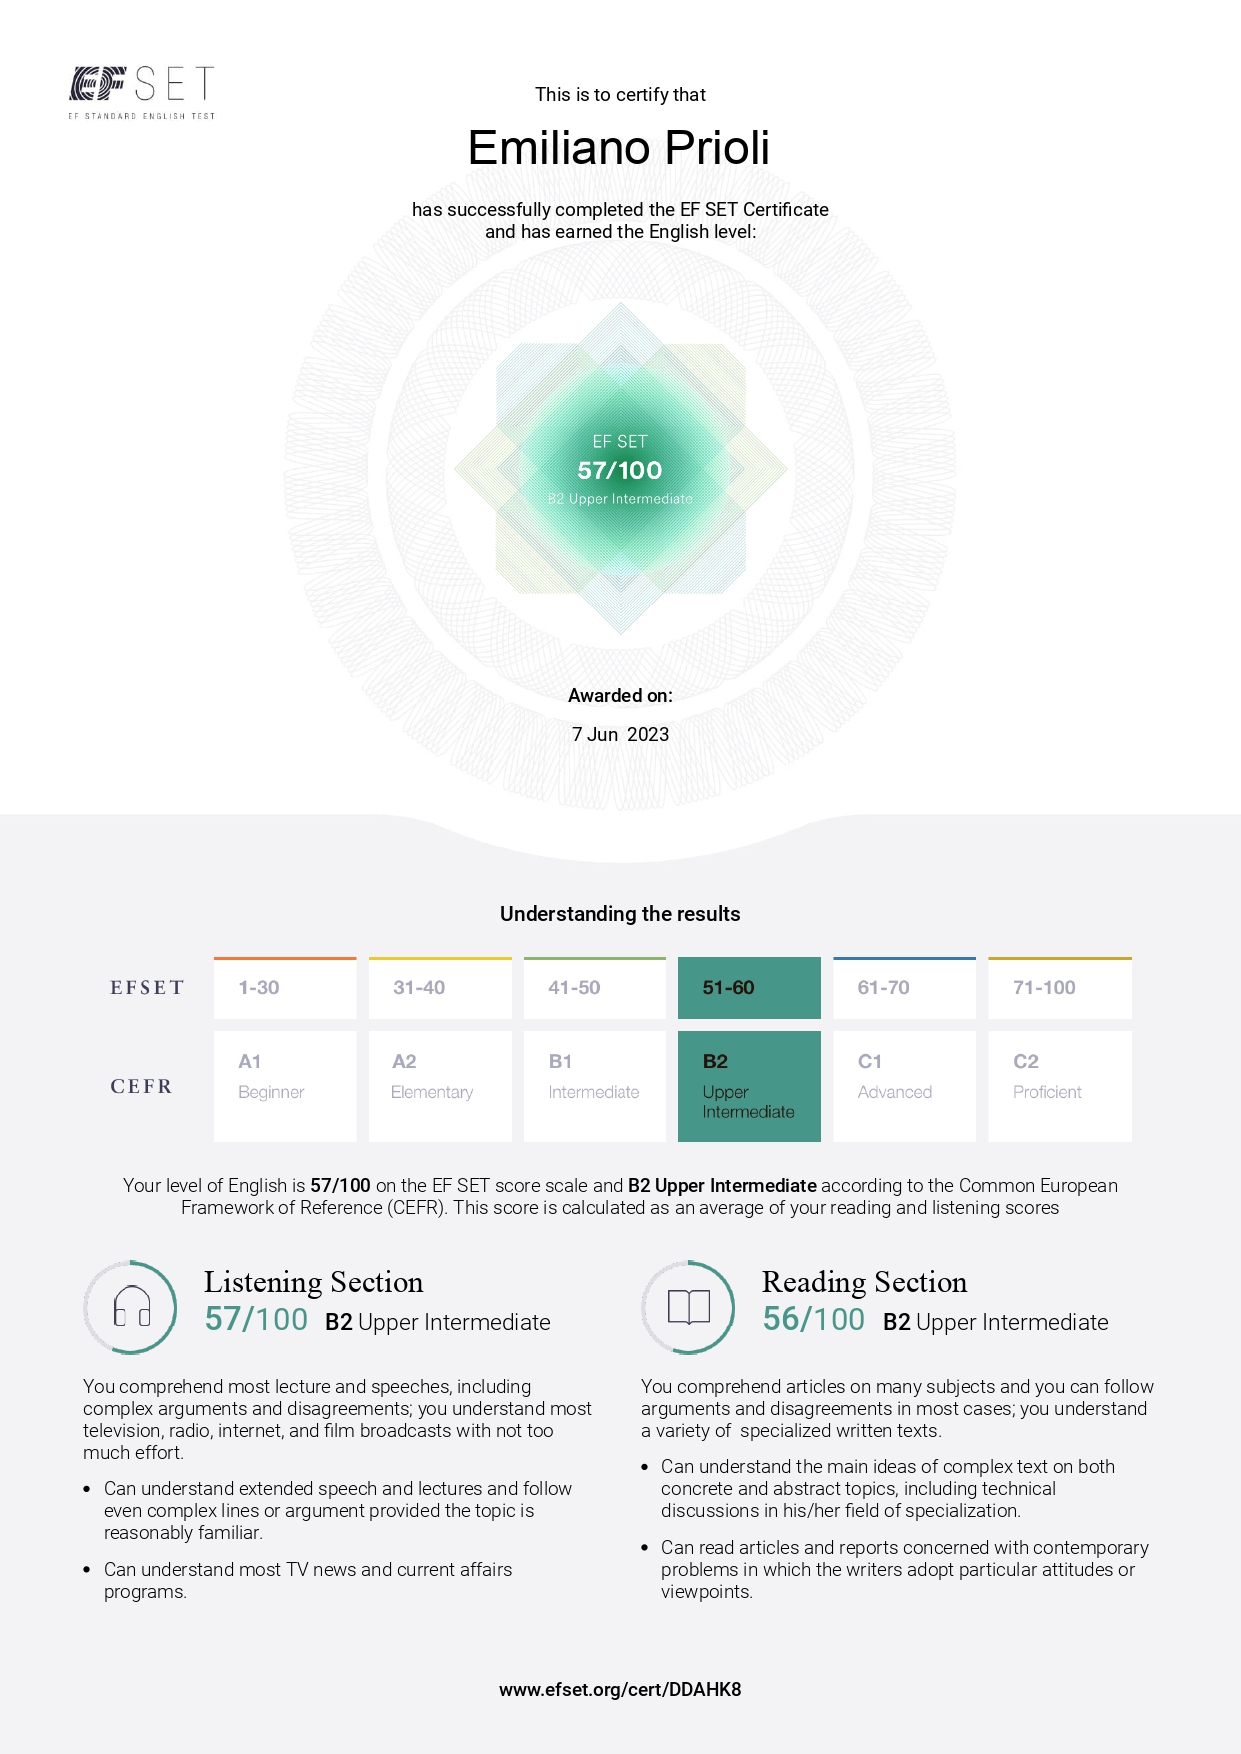 EF SET
EF STANDARD ENGLISH TEST
This is to certify that
Emiliano Prioli
has successfully completed the EF SET Certificate
and has earned the English level:
EF SET
57/100
B2 Upper Intermediate
Awarded on:
7 Jun 2023
Understanding the results
EFSET 1-30 31-40 41-50 51-60 61-70 71-100
CEFR
A1 A2 B1 B2 C1 C2
Beginner Elementary Intermediate Upper Advanced Proficient
Intermediate
Your level of English is 57/100 on the EF SET score scale and B2 Upper Intermediate according to the Common European
Framework of Reference (CEFR). This score is calculated as an average of your reading and listening scores
Listening Section
57/100 B2 Upper Intermediate
You comprehend most lecture and speeches, including
complex arguments and disagreements; you understand most
television, radio, internet, and film broadcasts with not too
much effort.
• Can understand extended speech and lectures and follow
even complex lines or argument provided the topic is
reasonably familiar.
• Can understand most TV news and current affairs
programs.
Reading Section
56/100 B2 Upper Intermediate
You comprehend articles on many subjects and you can follow
arguments and disagreements in most cases; you understand
a variety of specialized written texts.
• Can understand the main ideas of complex text on both
concrete and abstract topics, including technical
discussions in his/her field of specialization.
• Can read articles and reports concerned with contemporary
problems in which the writers adopt particular attitudes or
viewpoints.
www.efset.org/cert/DDAHK8